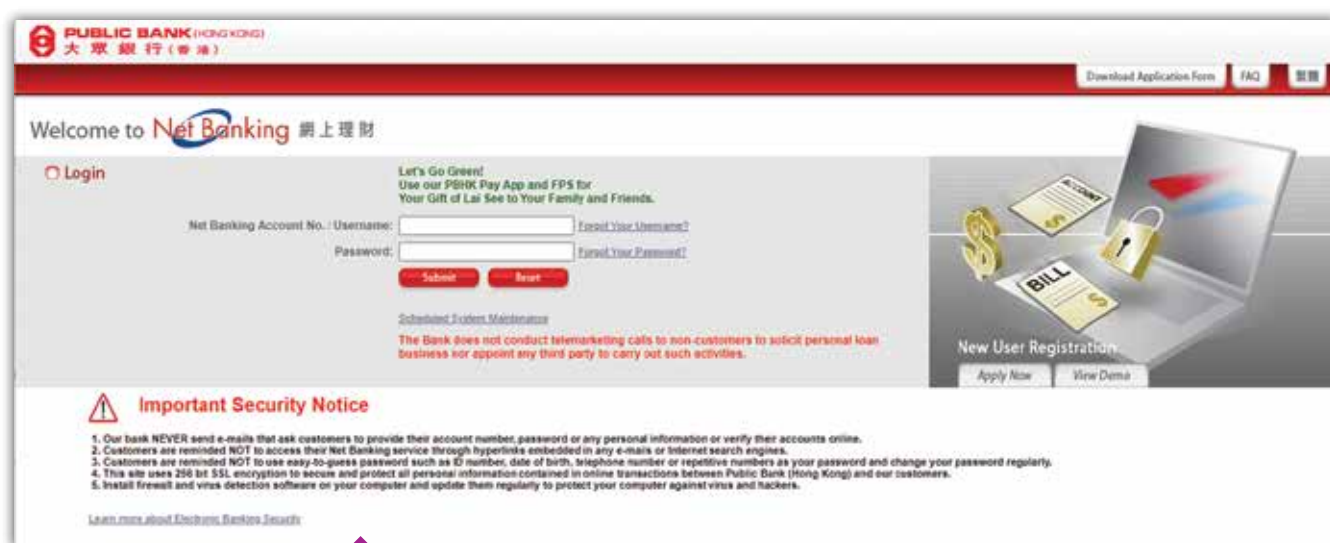 PUBLIC BANK (HONG KONG)
大眾銀行(香港)
Download Application Form FAQ 繁體
Welcome to Net Banking 網上理財
Login
Let's Go Green!
Use our PBHK Pay App and FPS for
Your Gift of Lai See to Your Family and Friends.
Net Banking Account No. / Username:
Forgot Your Username?
Password:
Forgot Your Password?
Submit Reset
Scheduled System Maintenance
The Bank does not conduct telemarketing calls to non-customers to solicit personal loan
business nor appoint any third party to carry out such activities.
ACCOUNT
$
$
BILL
$
New User Registration
Apply Now View Demo
Important Security Notice
1. Our bank NEVER send e-mails that ask customers to provide their account number, password or any personal information or verify their accounts online.
2. Customers are reminded NOT to access their Net Banking service through hyperlinks embedded in any e-mails or Internet search engines.
3. Customers are reminded NOT to use easy-to-guess password such as ID number, date of birth, telephone number or repetitive numbers as your password and change your password regularly.
4. This site uses 256 bit SSL encryption to secure and protect all personal information contained in online transactions between Public Bank (Hong Kong) and our customers.
5. Install firewall and virus detection software on your computer and update them regularly to protect your computer against virus and hackers.
Learn more about Electronic Banking Security